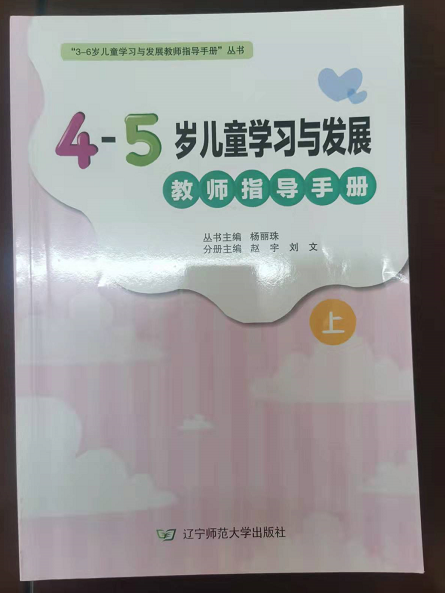 “3-6岁儿童学习与发展教师指导手册”丛书
4-5岁儿童学习与发展
教师指导手册
丛书主编 杨丽珠
分册主编 赵宇 刘文
上
辽宁师范大学出版社